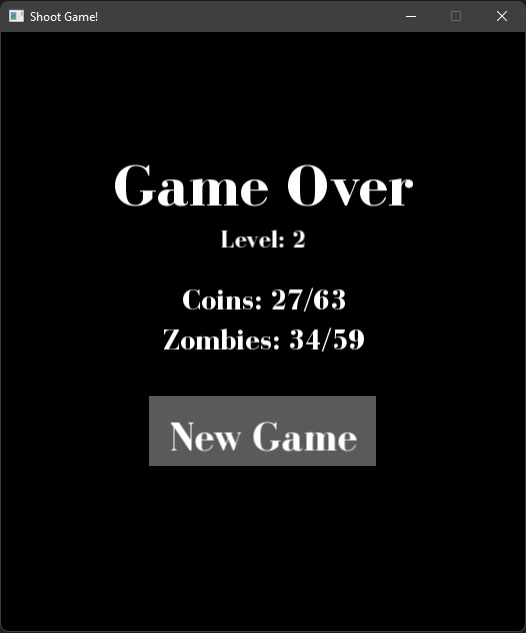 Shoot Game!
Game Over
Level: 2
Coins: 27/63
Zombies: 34/59
New Game